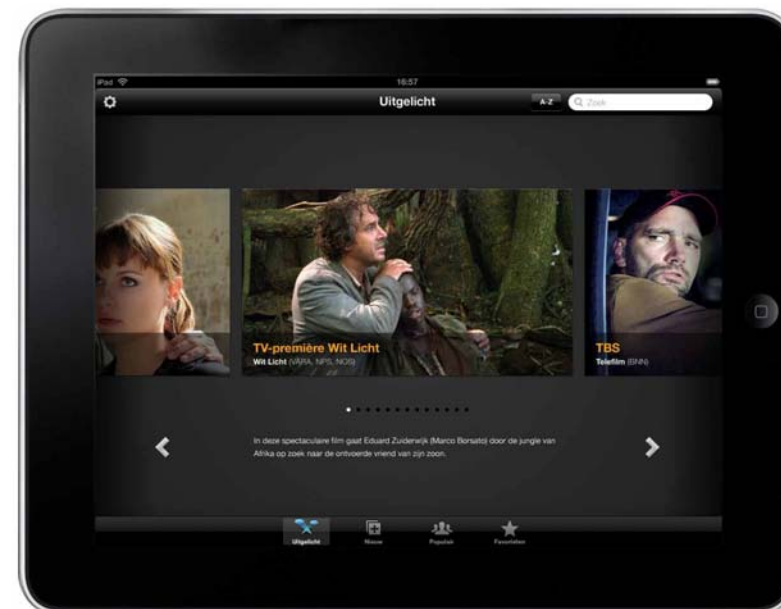 iPad
16:57
Uitgelicht
A-Z
Zoek
TV-première Wit Licht
Wit Licht (VARA, NPS, NOS)
TBS
Telefilm (BNN)
In deze spectaculaire film gaat Eduard Zuiderwijk (Marco Borsato) door de jungle van
Afrika op zoek naar de ontvoerde vriend van zijn zoon.
Uitgelicht
Nieuw
Populair
Favorieten